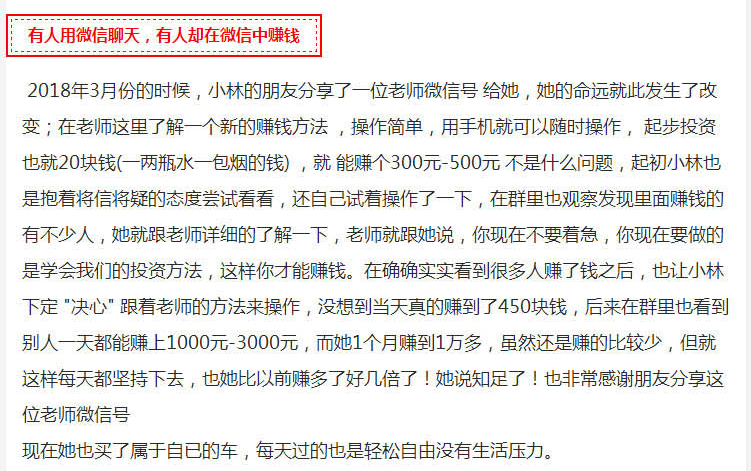 有人用微信聊天，有人却在微信中赚钱
2018年3月份的时候，小林的朋友分享了一位老师微信号 给她，她的命远就此发生了改
变；在老师这里了解一个新的赚钱方法 ，操作简单，用手机就可以随时操作， 起步投资
也就20块钱(一两瓶水一包烟的钱) ，就 能赚个300元-500元 不是什么问题，起初小林也
是抱着将信将疑的态度尝试看看，还自己试着操作了一下，在群里也观察发现里面赚钱的
有不少人，她就跟老师详细的了解一下，老师就跟她说，你现在不要着急，你现在要做的
是学会我们的投资方法，这样你才能赚钱。在确确实实看到很多人赚了钱之后，也让小林
下定 "决心" 跟着老师的方法来操作，没想到当天真的赚到了450块钱，后来在群里也看到
别人一天都能赚上1000元-3000元，而她1个月赚到1万多，虽然还是赚的比较少，但就
这样每天都坚持下去，也她比以前赚多了好几倍了！她说知足了！也非常感谢朋友分享这
位老师微信号
现在她也买了属于自已的车，每天过的也是轻松自由没有生活压力。